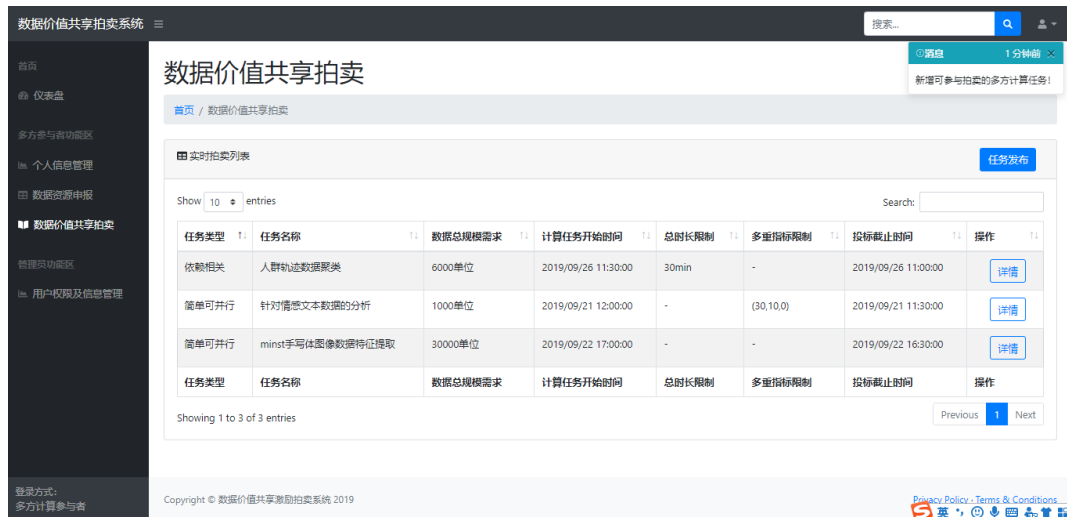 数据价值共享拍卖系统 搜索...
消息 1 分钟前
新增可参与拍卖的多方计算任务!
首页
仪表盘
多方参与者功能区
个人信息管理
数据资源申报
数据价值共享拍卖
管理员功能区
用户权限及信息管理
登录方式:
多方计算参与者
数据价值共享拍卖
首页 / 数据价值共享拍卖
实时拍卖列表 任务发布
Show 10 entries Search:
任务类型 任务名称 数据总规模需求 计算任务开始时间 总时长限制 多重指标限制 投标截止时间 操作
依赖相关 人群轨迹数据聚类 6000单位 2019/09/26 11:30:00 30min - 2019/09/26 11:00:00 详情
简单可并行 针对情感文本数据的分析 1000单位 2019/09/21 12:00:00 - (30,10,0) 2019/09/21 11:30:00 详情
简单可并行 minst手写体图像数据特征提取 30000单位 2019/09/22 17:00:00 - - 2019/09/22 16:30:00 详情
任务类型 任务名称 数据总规模需求 计算任务开始时间 总时长限制 多重指标限制 投标截止时间 操作
Showing 1 to 3 of 3 entries Previous 1 Next
Copyright © 数据价值共享激励拍卖系统 2019 Privacy Policy · Terms & Conditions
英